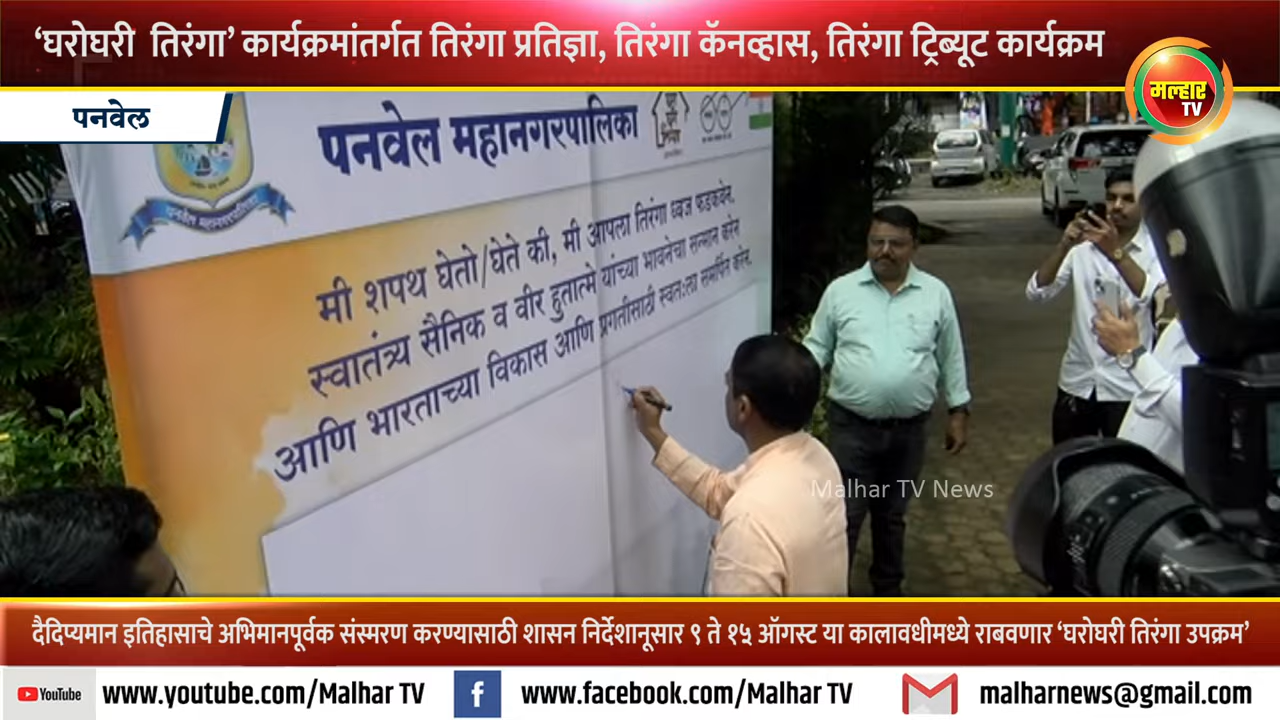 ‘घरोघरी तिरंगा’ कार्यक्रमांतर्गत तिरंगा प्रतिज्ञा, तिरंगा कॅनव्हास, तिरंगा ट्रिब्यूट कार्यक्रम
मल्हार
TV
पनवेल
पनवेल महानगरपालिका
पनवेल महानगरपालिका
मी शपथ घेतो/घेते की, मी आपला तिरंगा ध्वज फडकवेन,
स्वातंत्र्य सैनिक व वीर हुतात्मे यांच्या भावनेचा सन्मान करेन
आणि भारताच्या विकास आणि प्रगतीसाठी स्वतःला समर्पित करेन.
Malhar TV News
दैदिप्यमान इतिहासाचे अभिमानपूर्वक संस्मरण करण्यासाठी शासन निर्देशानूसार ९ ते १५ ऑगस्ट या कालावधीमध्ये राबवणार ‘घरोघरी तिरंगा उपक्रम’
YouTube www.youtube.com/Malhar TV f www.facebook.com/Malhar TV malharnews@gmail.com